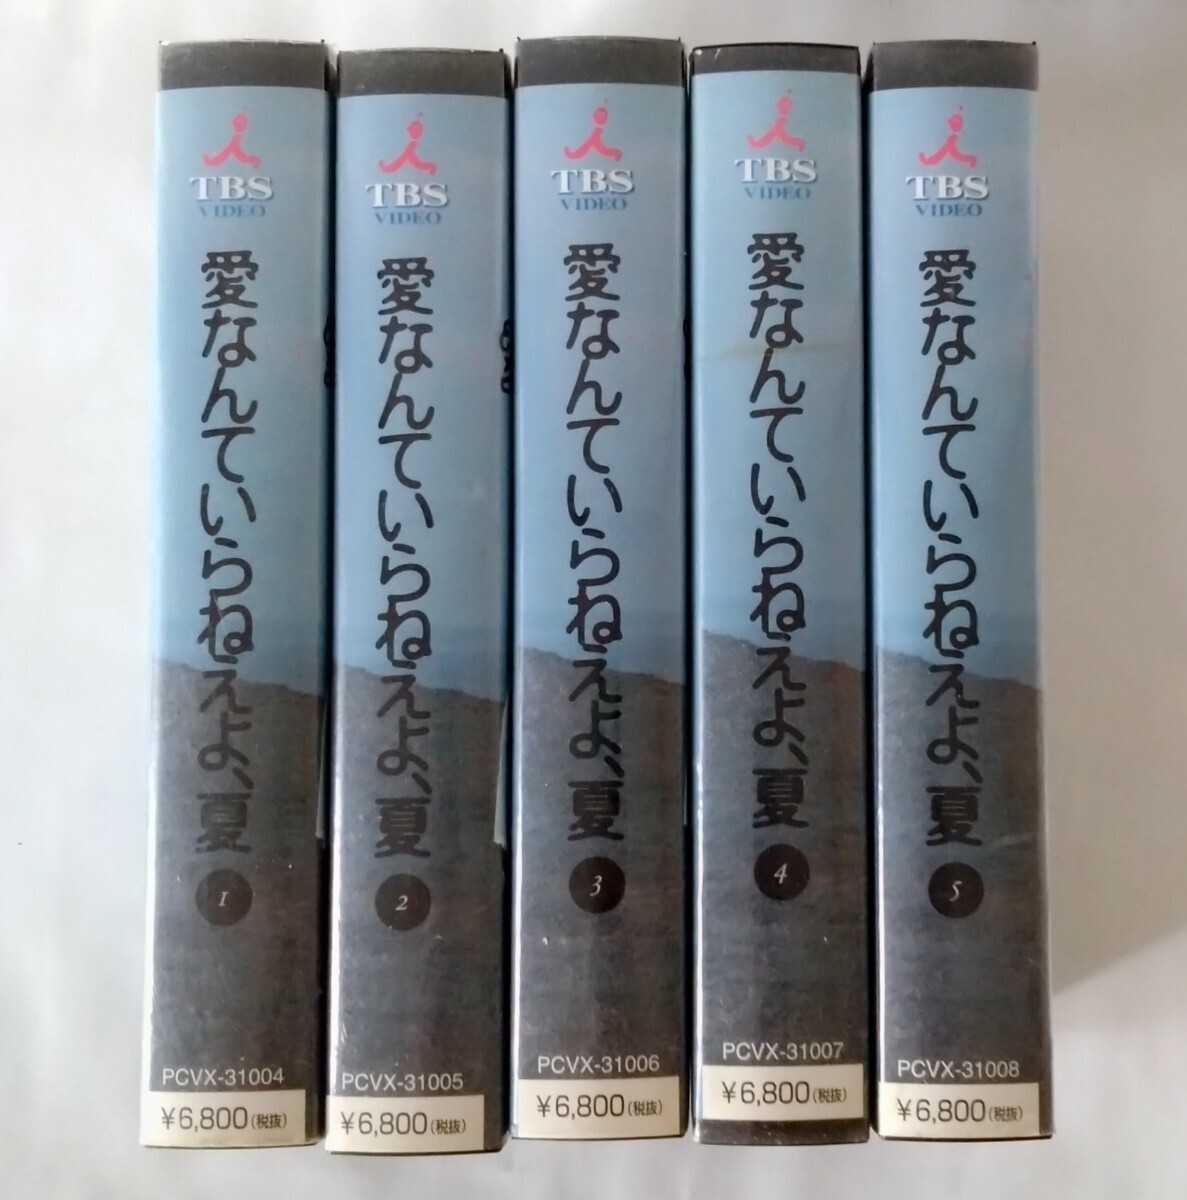 TBS
VIDEO
愛なんていらねえよ、夏
1
PCVX-31004
¥6,800(税抜)
TBS
VIDEO
愛なんていらねえよ、夏
2
PCVX-31005
¥6,800(税抜)
TBS
VIDEO
愛なんていらねえよ、夏
3
PCVX-31006
¥6,800(税抜)
TBS
VIDEO
愛なんていらねえよ、夏
4
PCVX-31007
¥6,800(税抜)
TBS
VIDEO
愛なんていらねえよ、夏
5
PCVX-31008
¥6,800(税抜)